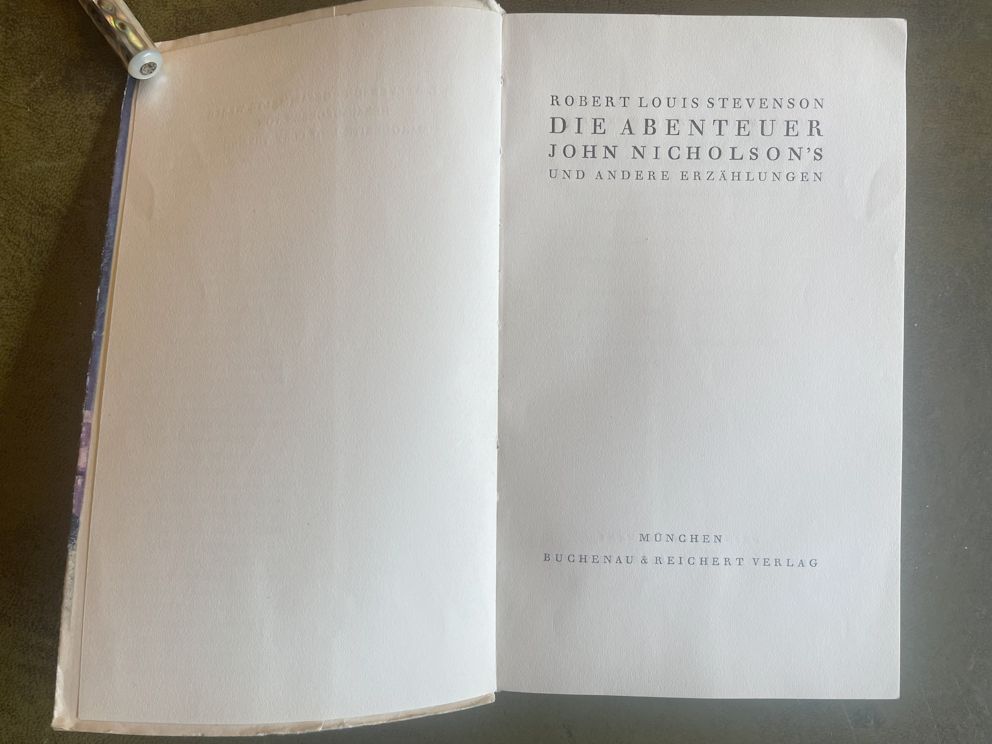 ROBERT LOUIS STEVENSON
DIE ABENTEUER
JOHN NICHOLSON'S
UND ANDERE ERZÄHLUNGEN
MÜNCHEN
BUCHENAU & REICHERT VERLAG